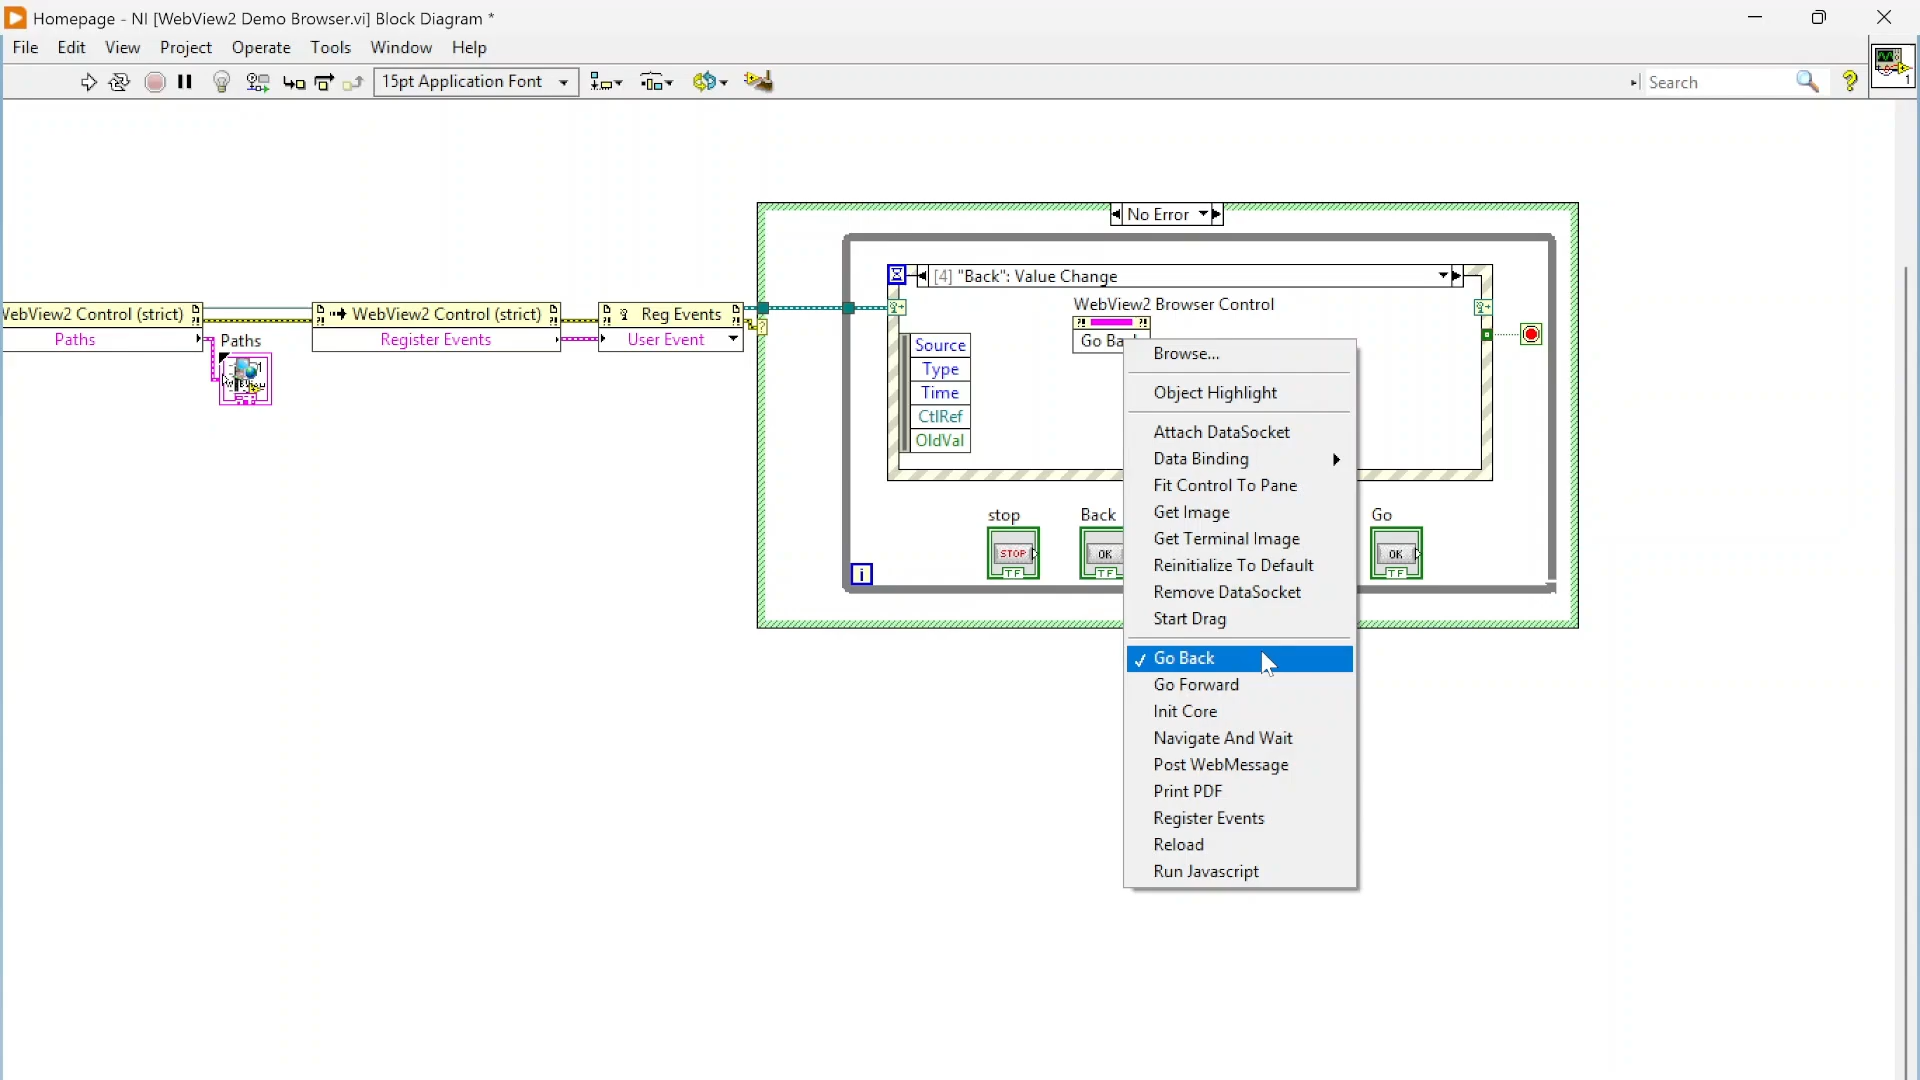 Homepage - NI [WebView2 Demo Browser.vi] Block Diagram *
File Edit View Project Operate Tools Window Help
15pt Application Font
Search
1
No Error
[4] "Back": Value Change
WebView2 Control (strict)
Paths
Paths
WebView2 Control (strict)
Register Events
Reg Events
User Event
WebView2 Browser Control
Go Ba
Source
Type
Time
CtlRef
OldVal
Browse...
Object Highlight
Attach DataSocket
Data Binding
Fit Control To Pane
Get Image
Get Terminal Image
Reinitialize To Default
Remove DataSocket
Start Drag
Go Back
Go Forward
Init Core
Navigate And Wait
Post WebMessage
Print PDF
Register Events
Reload
Run Javascript
stop
STOP
TF
Back
OK
TF
Go
OK
TF
i